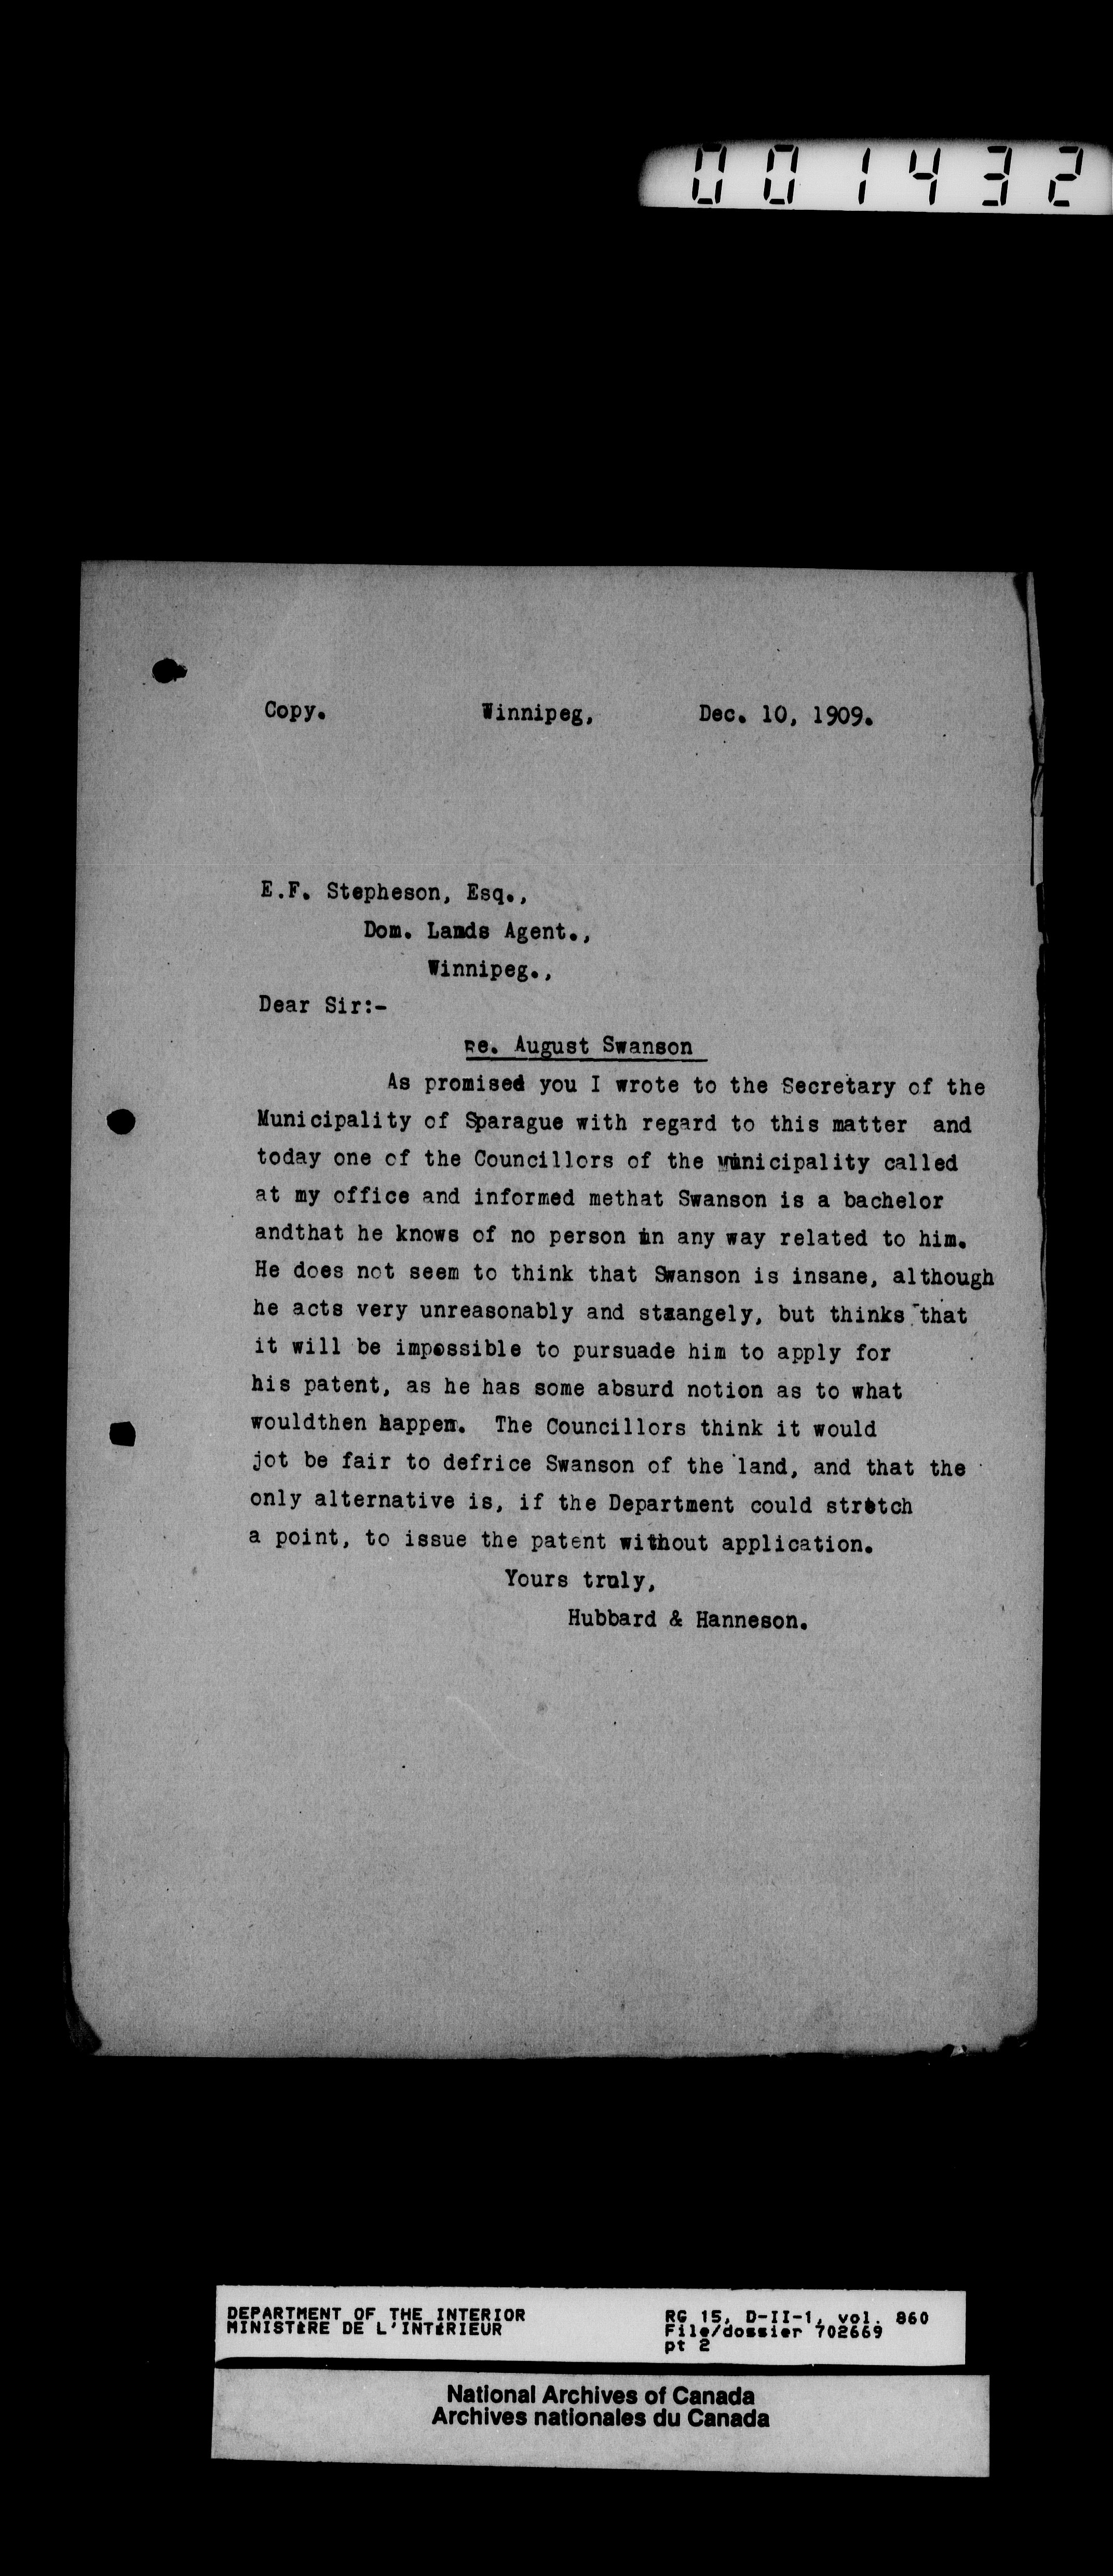 001432
Copy. Winnipeg, Dec. 10, 1909.
E.F. Stepheson, Esq.,
Dom. Lands Agent.,
Winnipeg.,
Dear Sir:-
Re. August Swanson
As promised you I wrote to the Secretary of the
Municipality of Sparague with regard to this matter and
today one of the Councillors of the municipality called
at my office and informed methat Swanson is a bachelor
andthat he knows of no person in any way related to him.
He does not seem to think that Swanson is insane, although
he acts very unreasonably and staangely, but thinks that
it will be impossible to pursuade him to apply for
his patent, as he has some absurd notion as to what
wouldthen happen. The Councillors think it would
jot be fair to defrice Swanson of the land, and that the
only alternative is, if the Department could stretch
a point, to issue the patent without application.
Yours truly,
Hubbard & Hanneson.
DEPARTMENT OF THE INTERIOR RG 15, D-II-1, vol. 860
MINISTÈRE DE L'INTÉRIEUR File/dossier 702669
pt 2
National Archives of Canada
Archives nationales du Canada